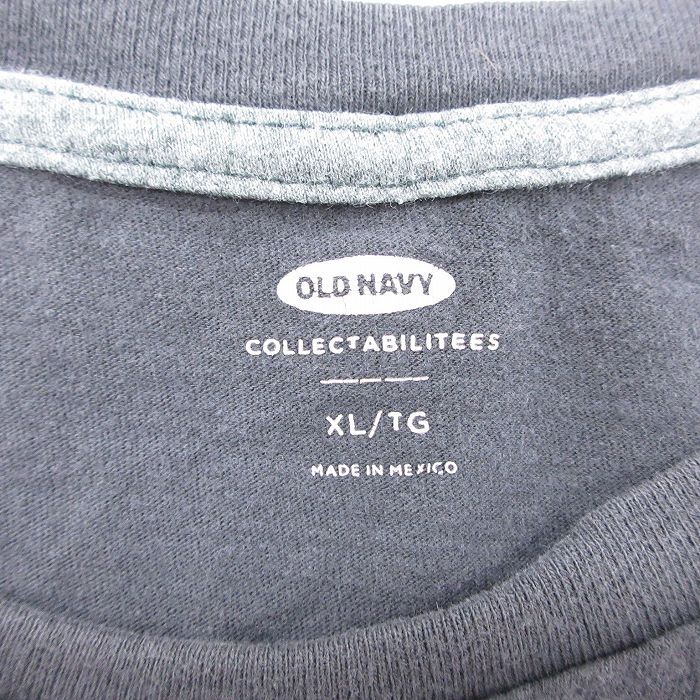 OLD NAVY
COLLECTABILITEES
XL/TG
MADE IN MEXICO